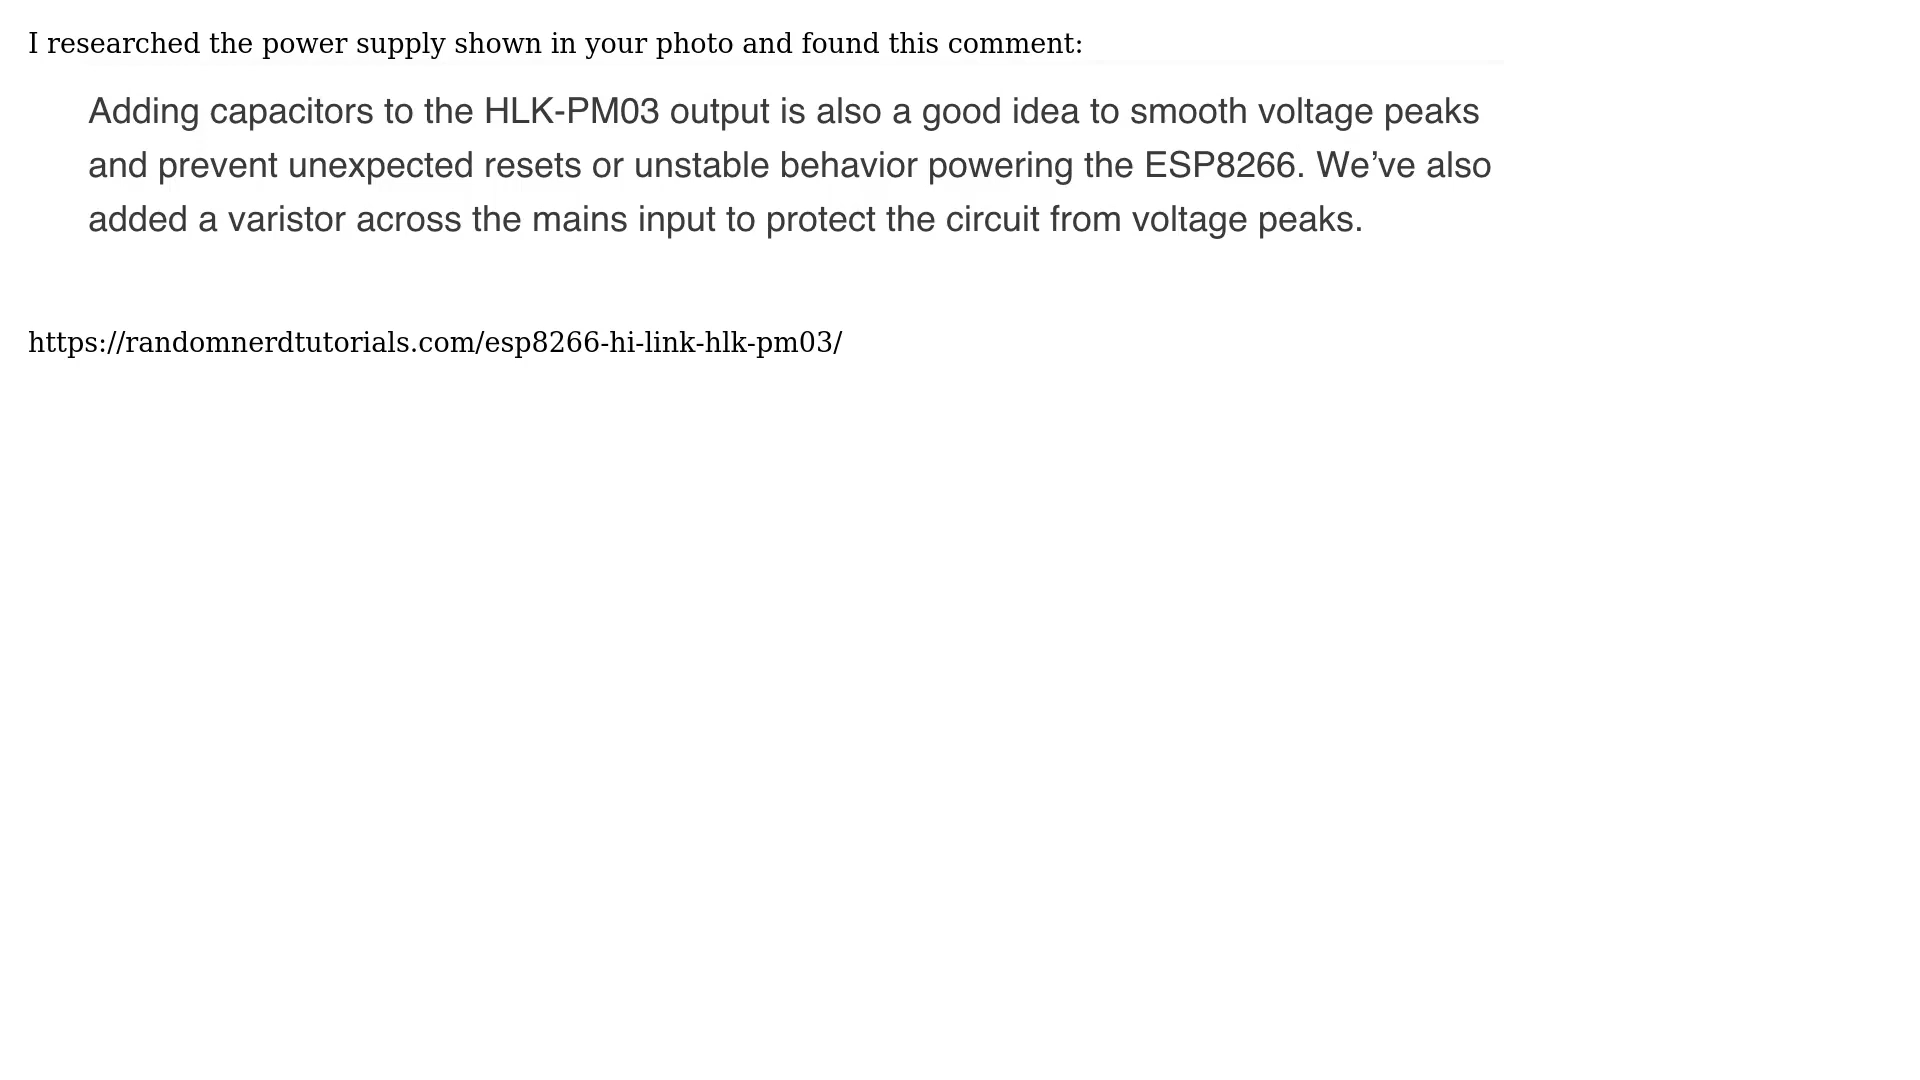 I researched the power supply shown in your photo and found this comment:
Adding capacitors to the HLK-PM03 output is also a good idea to smooth voltage peaks
and prevent unexpected resets or unstable behavior powering the ESP8266. We’ve also
added a varistor across the mains input to protect the circuit from voltage peaks.
https://randomnerdtutorials.com/esp8266-hi-link-hlk-pm03/